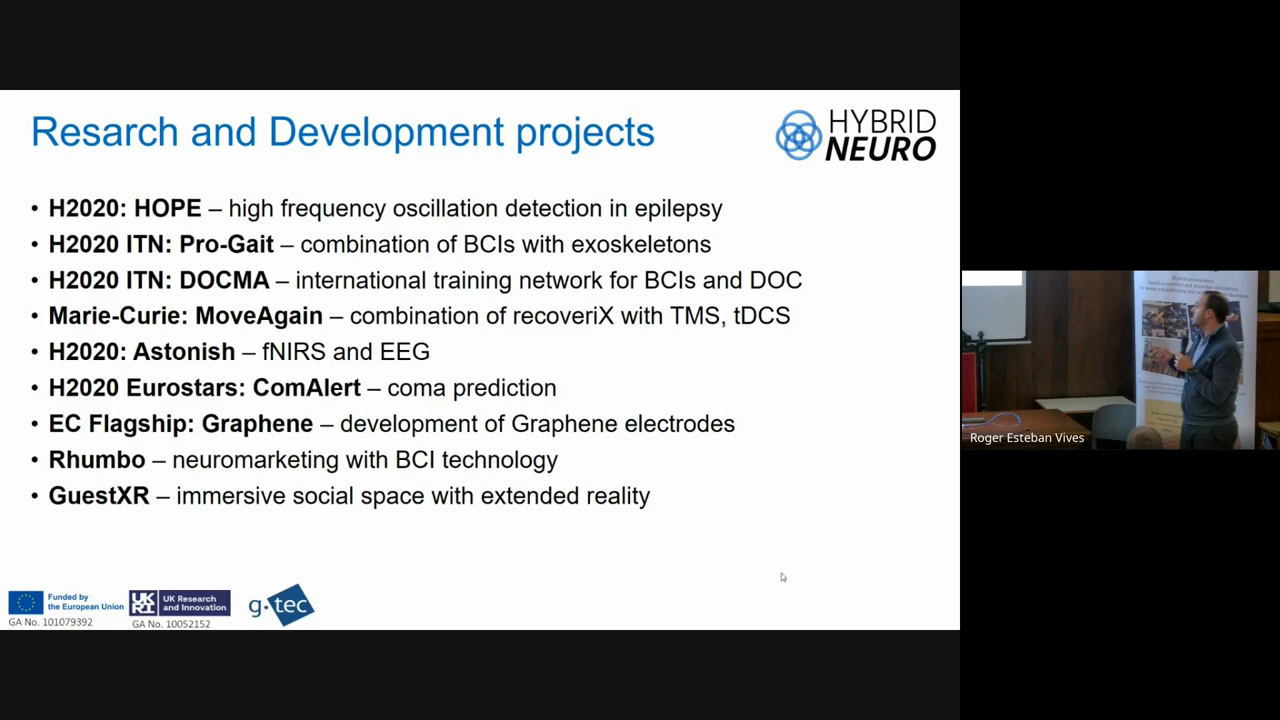 Resarch and Development projects
HYBRID
NEURO
• H2020: HOPE – high frequency oscillation detection in epilepsy
• H2020 ITN: Pro-Gait – combination of BCIs with exoskeletons
• H2020 ITN: DOCMA – international training network for BCIs and DOC
• Marie-Curie: MoveAgain – combination of recoveriX with TMS, tDCS
• H2020: Astonish – fNIRS and EEG
• H2020 Eurostars: ComAlert – coma prediction
• EC Flagship: Graphene – development of Graphene electrodes
• Rhumbo – neuromarketing with BCI technology
• GuestXR – immersive social space with extended reality
Funded by
the European Union
GA No. 101079392
UKRI
UK Research
and Innovation
GA No. 10052152
g.tec
Roger Esteban Vives